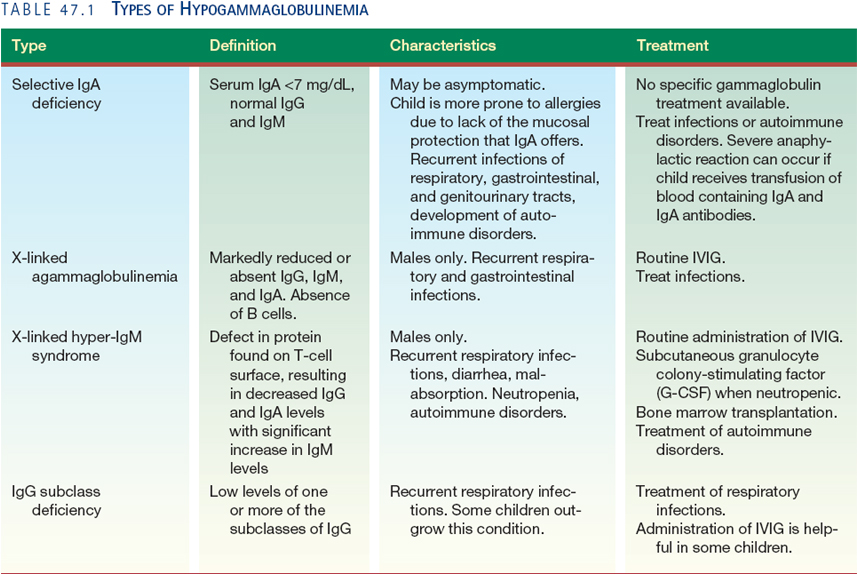 TABLE 47.1 TYPES OF HYPOGAMMAGLOBULINEMIA
Type Definition Characteristics Treatment
Selective IgA
deficiency
Serum IgA <7 mg/dL,
normal IgG
and IgM
May be asymptomatic.
Child is more prone to allergies
due to lack of the mucosal
protection that IgA offers.
Recurrent infections of
respiratory, gastrointestinal,
and genitourinary tracts,
development of auto-
immune disorders.
No specific gammaglobulin
treatment available.
Treat infections or autoimmune
disorders. Severe anaphy-
lactic reaction can occur if
child receives transfusion of
blood containing IgA and
IgA antibodies.
X-linked
agammaglobulinemia
Markedly reduced or
absent IgG, IgM,
and IgA. Absence
of B cells.
Males only. Recurrent respira-
tory and gastrointestinal
infections.
Routine IVIG.
Treat infections.
X-linked hyper-IgM
syndrome
Defect in protein
found on T-cell
surface, resulting
in decreased IgG
and IgA levels
with significant
increase in IgM
levels
Males only.
Recurrent respiratory infec-
tions, diarrhea, mal-
absorption. Neutropenia,
autoimmune disorders.
Routine administration of IVIG.
Subcutaneous granulocyte
colony-stimulating factor
(G-CSF) when neutropenic.
Bone marrow transplantation.
Treatment of autoimmune
disorders.
IgG subclass
deficiency
Low levels of one
or more of the
subclasses of IgG
Recurrent respiratory infec-
tions. Some children out-
grow this condition.
Treatment of respiratory
infections.
Administration of IVIG is help-
ful in some children.